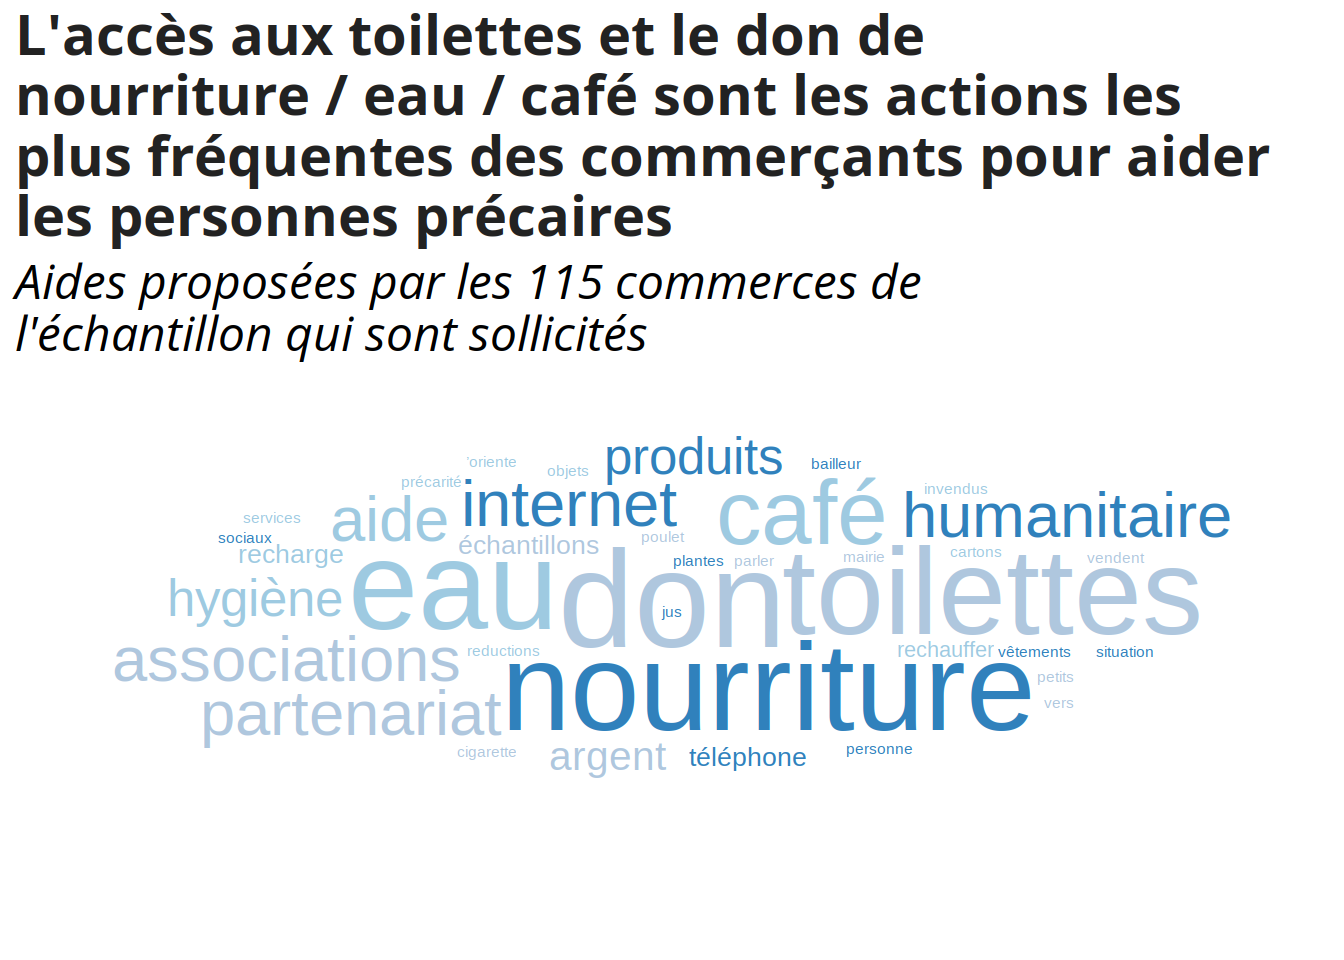 L'accès aux toilettes et le don de
nourriture / eau / café sont les actions les
plus fréquentes des commerçants pour aider
les personnes précaires
Aides proposées par les 115 commerces de
l'échantillon qui sont sollicités
produits
'oriente
bailleur
objets
précarité
internet
café
invendus
humanitaire
services
aide
sociaux
échantillons
poulet
recharge
plantes
parler
mairie
cartons
vendent
hygiène
eau
don
toilettes
jus
associations
reductions
rechauffer
vêtements
situation
petits
partenariat
nourriture
vers
cigarette
argent
téléphone
personne